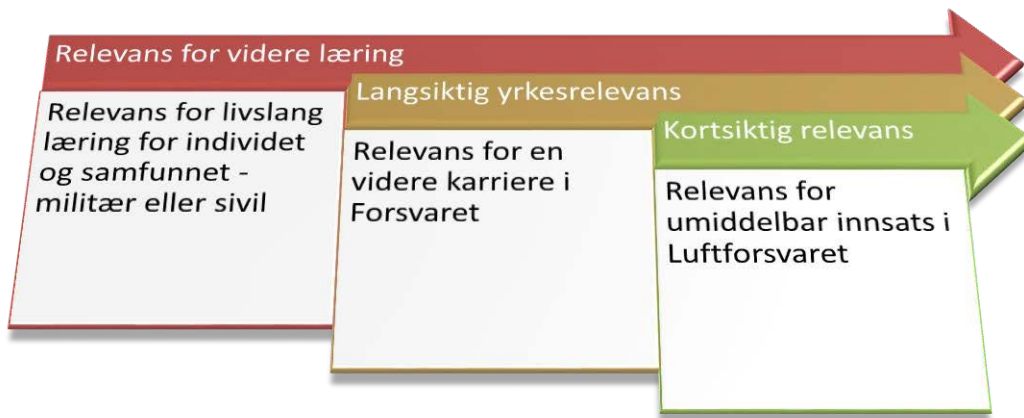 Relevans for videre læring
Relevans for livslang
læring for individet
og samfunnet -
militær eller sivil
Langsiktig yrkesrelevans
Relevans for en
videre karriere i
Forsvaret
Kortsiktig relevans
Relevans for
umiddelbar innsats i
Luftforsvaret